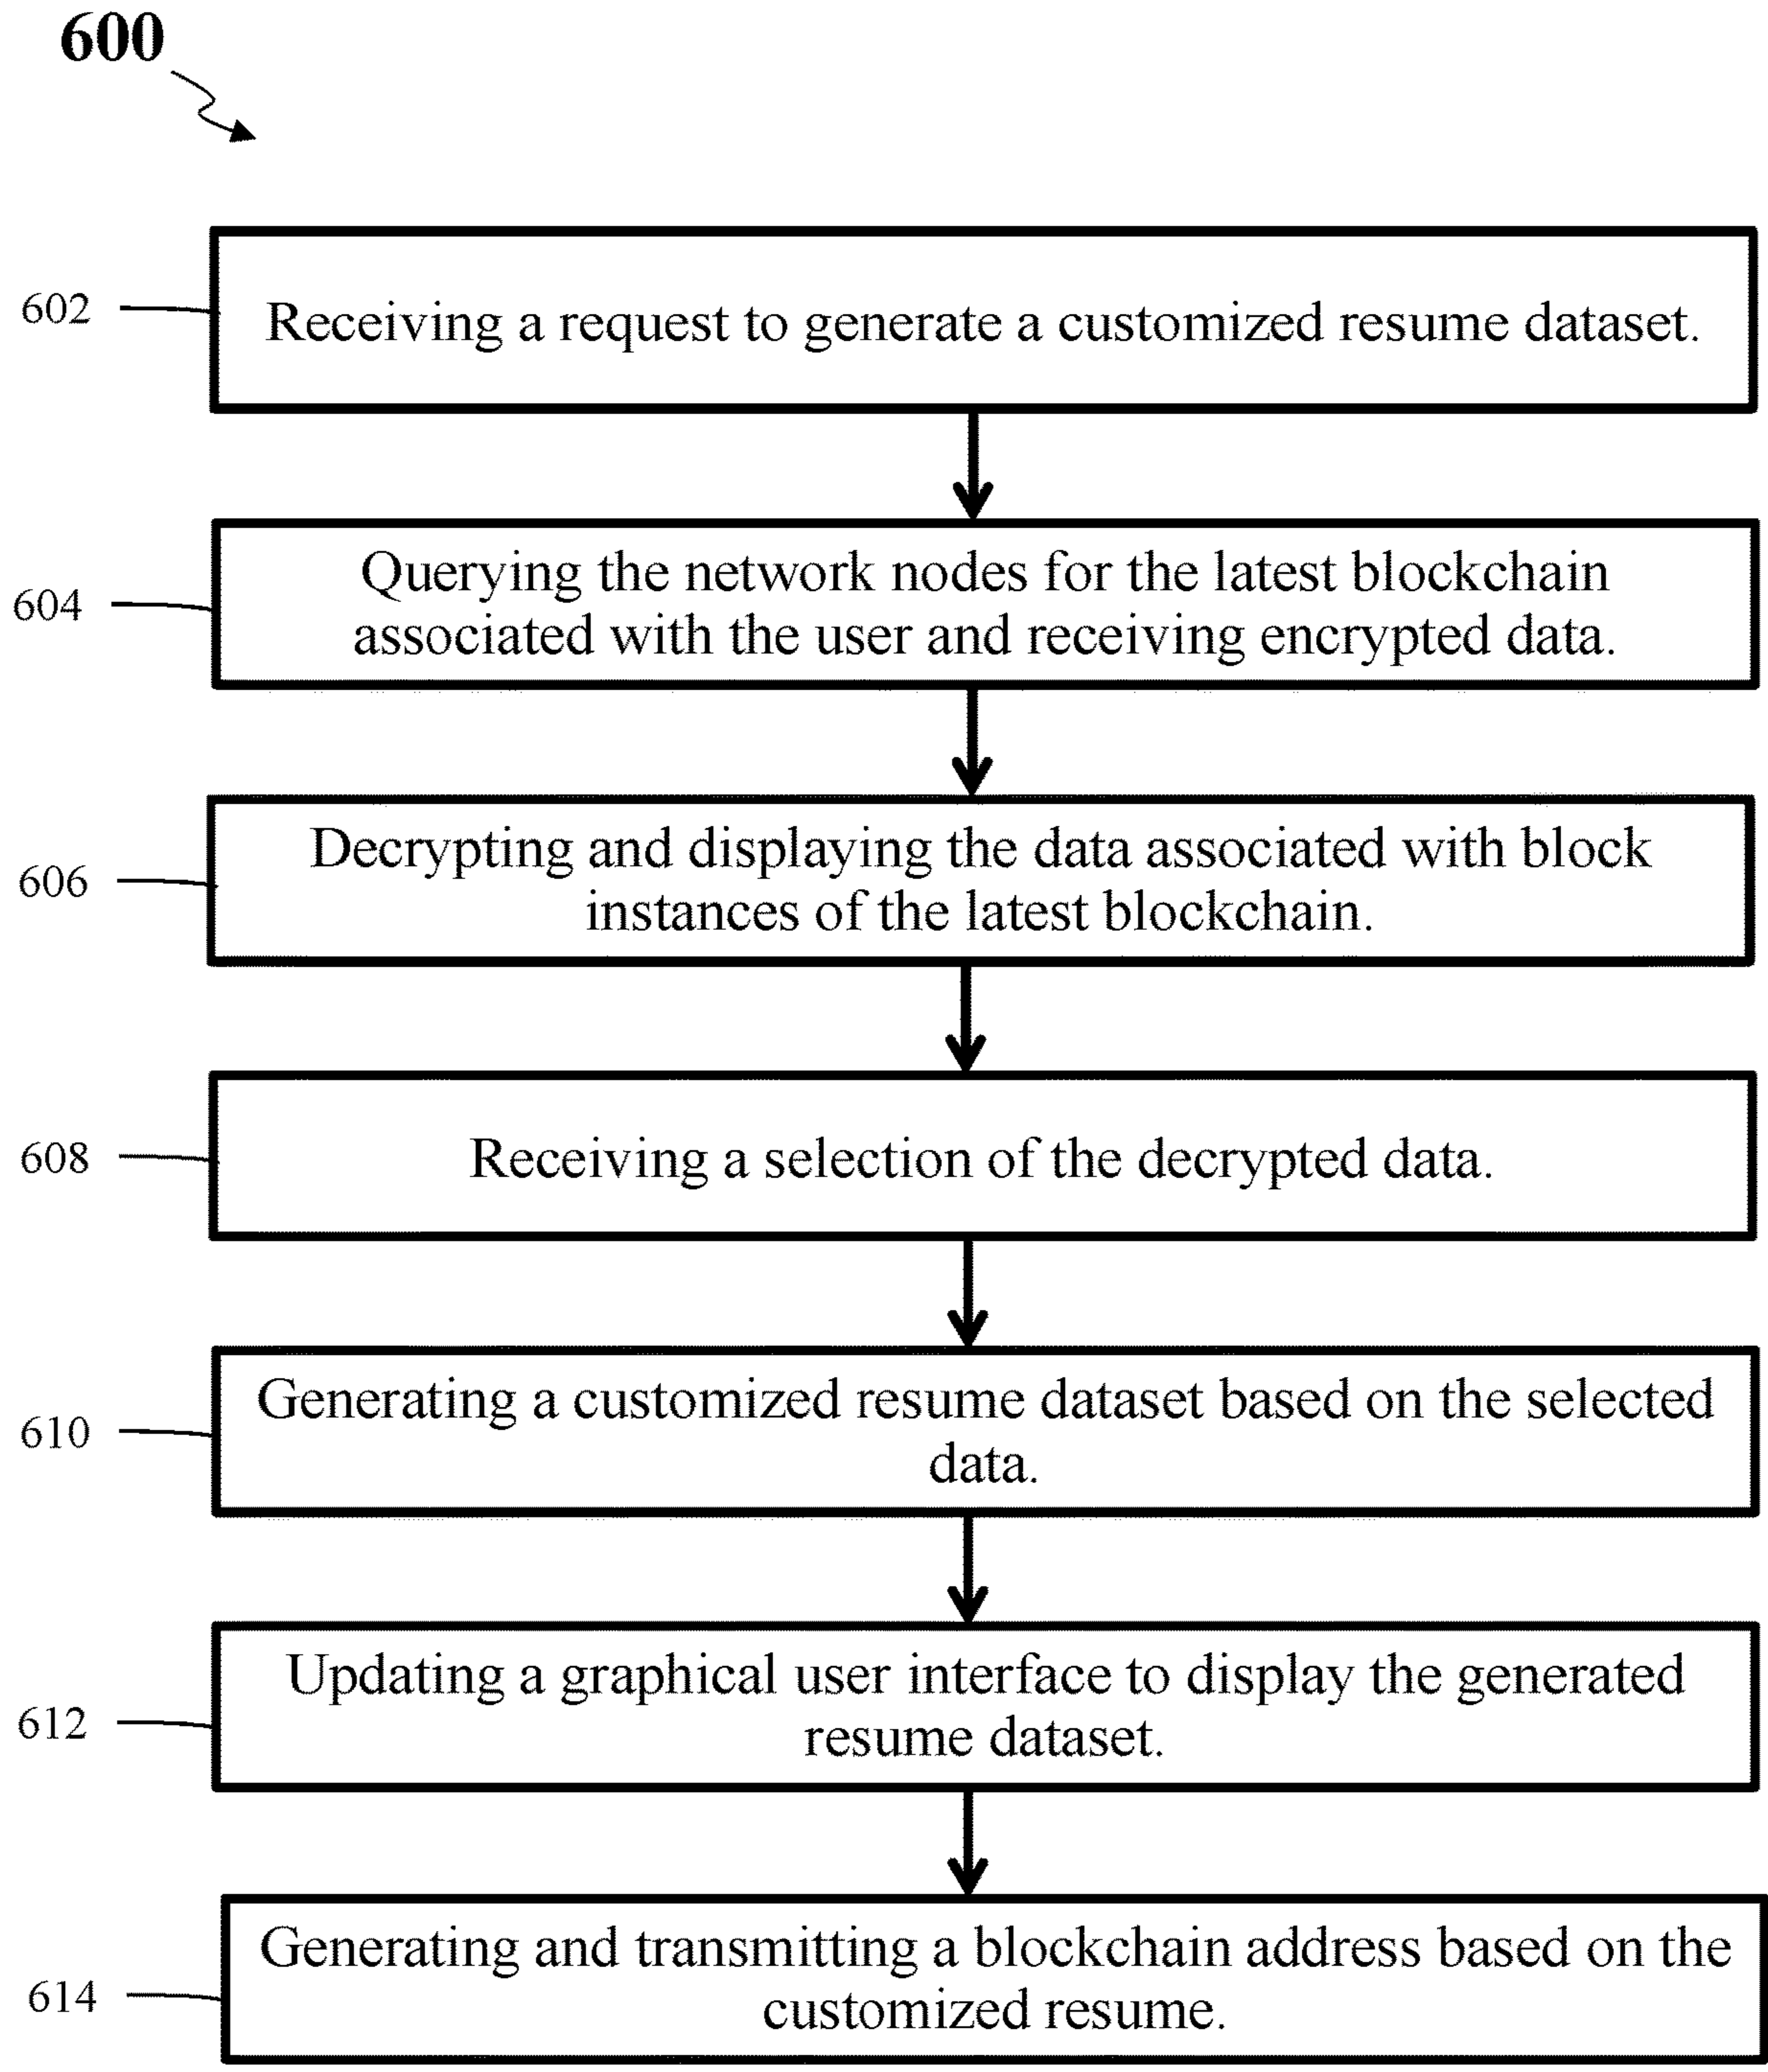 600
602
Receiving a request to generate a customized resume dataset.
604
Querying the network nodes for the latest blockchain
associated with the user and receiving encrypted data.
606
Decrypting and displaying the data associated with block
instances of the latest blockchain.
608
Receiving a selection of the decrypted data.
610
Generating a customized resume dataset based on the selected
data.
612
Updating a graphical user interface to display the generated
resume dataset.
614
Generating and transmitting a blockchain address based on the
customized resume.